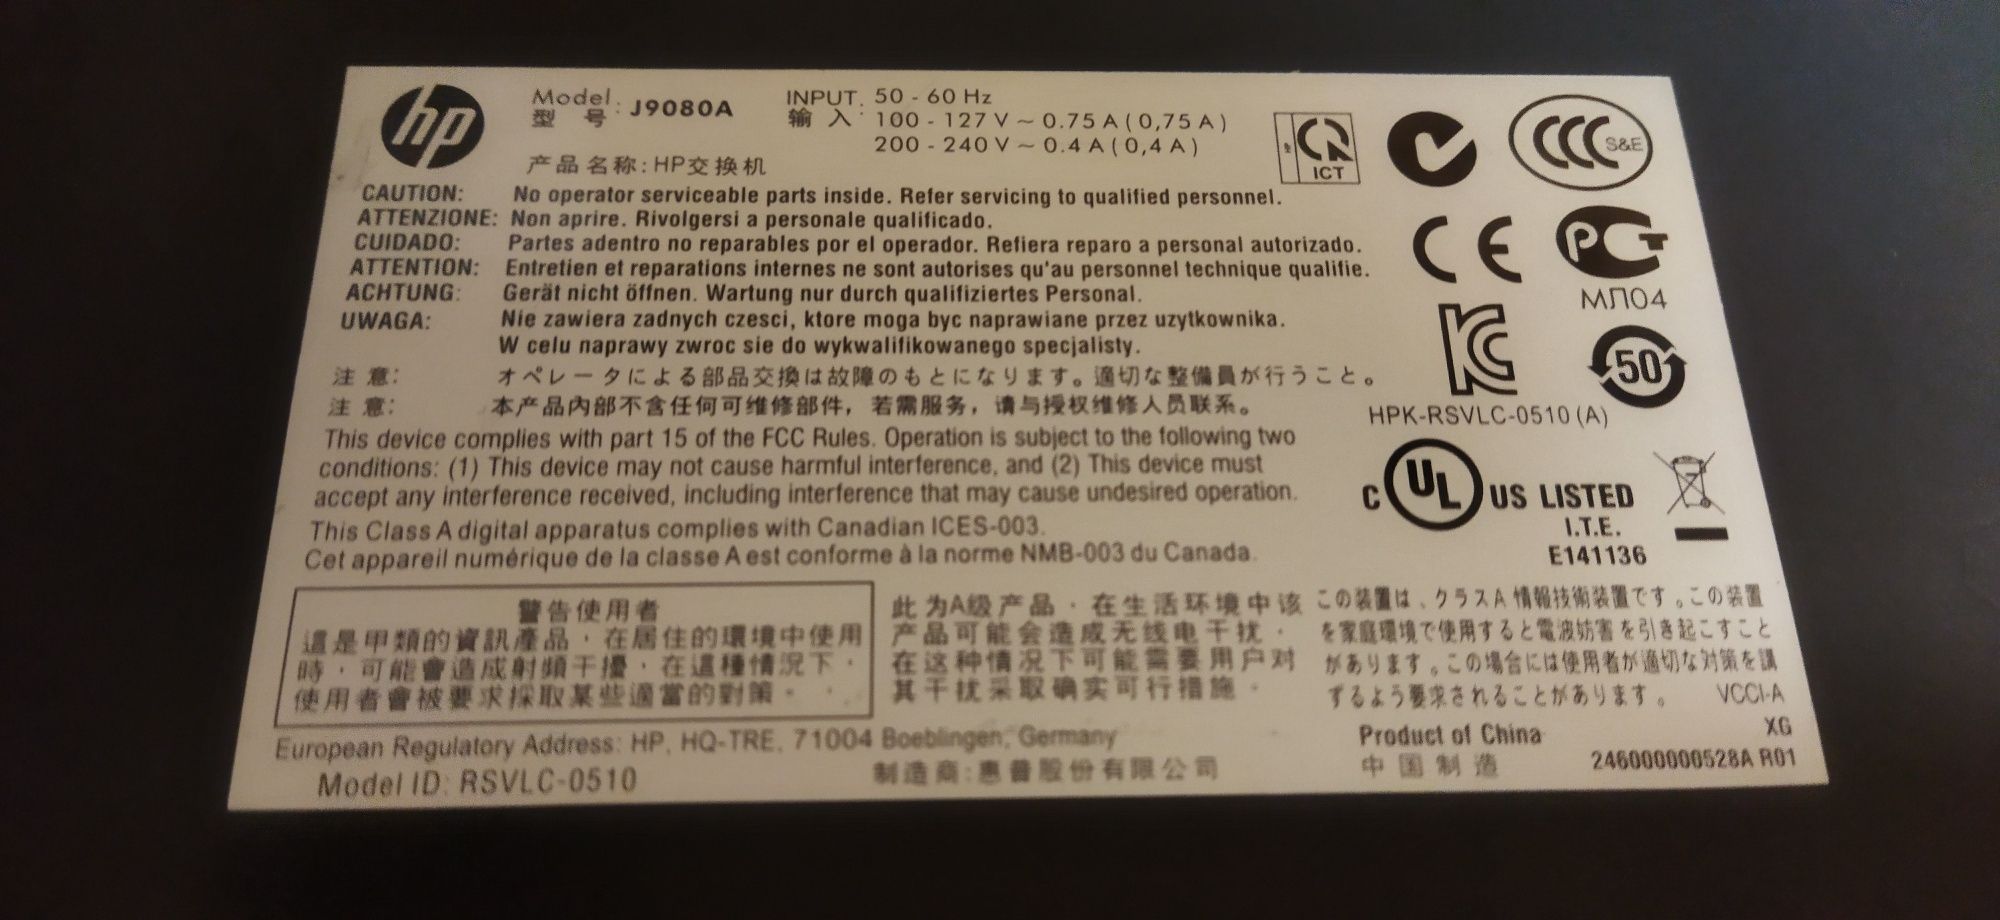 hp
Model
型 号: J9080A
INPUT
输 入: 50 - 60 Hz
100 - 127 V ~ 0.75 A ( 0,75 A )
200 - 240 V ~ 0.4 A ( 0,4 A )
产品名称: HP交换机
ICT
S&E
CAUTION: No operator serviceable parts inside. Refer servicing to qualified personnel.
ATTENZIONE: Non aprire. Rivolgersi a personale qualificado.
CUIDADO: Partes adentro no reparables por el operador. Refiera reparo a personal autorizado.
ATTENTION: Entretien et reparations internes ne sont autorises qu'au personnel technique qualifie.
ACHTUNG: Gerät nicht öffnen. Wartung nur durch qualifiziertes Personal.
UWAGA: Nie zawiera zadnych czesci, ktore moga byc naprawiane przez uzytkownika.
W celu naprawy zwroc sie do wykwalifikowanego specjalisty.
注 意: オペレータによる部品交換は故障のもとになります。適切な整備員が行うこと。
注 意: 本产品内部不含任何可维修部件，若需服务，请与授权维修人员联系。
CE
МЛ04
50
HPK-RSVLC-0510 (A)
This device complies with part 15 of the FCC Rules. Operation is subject to the following two
conditions: (1) This device may not cause harmful interference, and (2) This device must
accept any interference received, including interference that may cause undesired operation.
This Class A digital apparatus complies with Canadian ICES-003.
Cet appareil numérique de la classe A est conforme à la norme NMB-003 du Canada.
C UL US LISTED
I.T.E.
E141136
警告使用者
這是甲類的資訊產品，在居住的環境中使用
時，可能會造成射頻干擾，在這種情況下，
使用者會被要求採取某些適當的對策。
此为A级产品，在生活环境中该
产品可能会造成无线电干扰，
在这种情况下可能需要用户对
其干扰采取确实可行措施。
この装置は、クラスA 情報技術装置です。この装置
を家庭環境で使用すると電波妨害を引き起こすこと
があります。この場合には使用者が適切な対策を講
ずるよう要求されることがあります。 VCCI-A
European Regulatory Address: HP, HQ-TRE, 71004 Boeblingen, Germany
Model ID: RSVLC-0510
制造商:惠普股份有限公司
Product of China
中国制造
XG
246000000528A R01